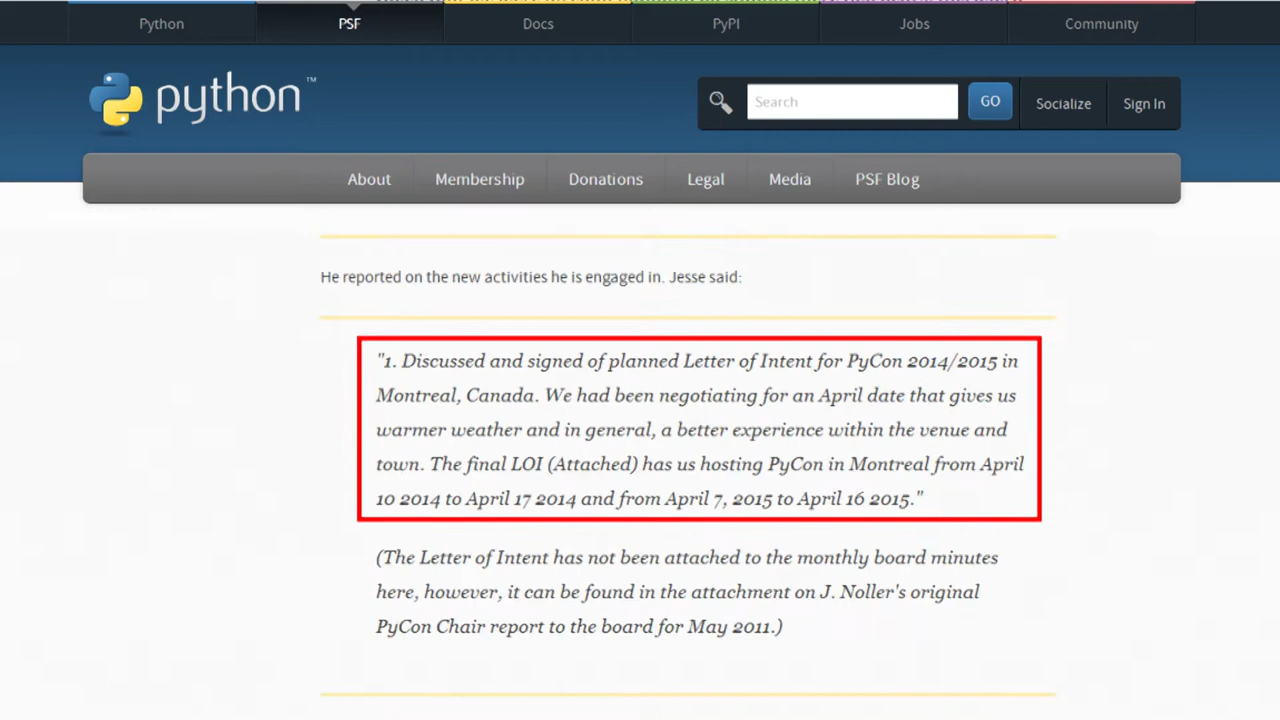 Python PSF Docs PyPI Jobs Community
python™
Search GO Socialize Sign In
About Membership Donations Legal Media PSF Blog
He reported on the new activities he is engaged in. Jesse said:
"1. Discussed and signed of planned Letter of Intent for PyCon 2014/2015 in
Montreal, Canada. We had been negotiating for an April date that gives us
warmer weather and in general, a better experience within the venue and
town. The final LOI (Attached) has us hosting PyCon in Montreal from April
10 2014 to April 17 2014 and from April 7, 2015 to April 16 2015."
(The Letter of Intent has not been attached to the monthly board minutes
here, however, it can be found in the attachment on J. Noller's original
PyCon Chair report to the board for May 2011.)